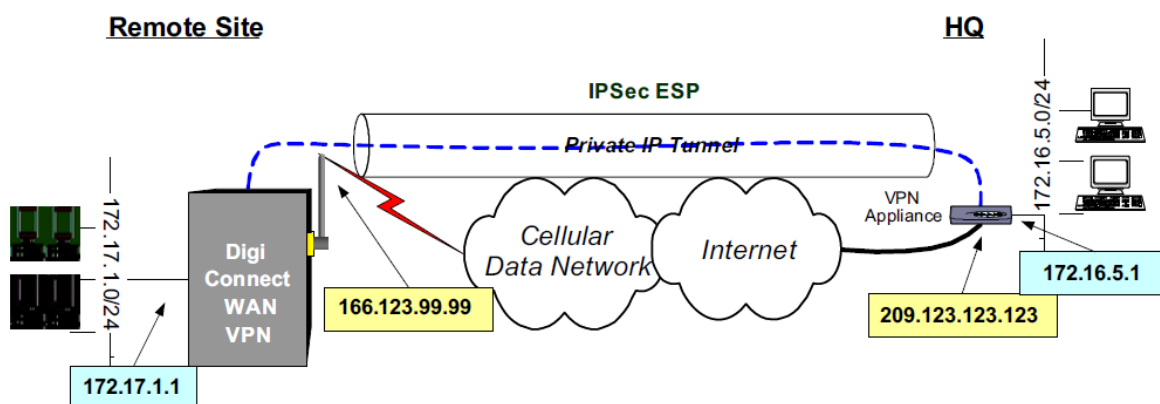 Remote Site
HQ
IPSec ESP
Private IP Tunnel
172.16.5.0/24
VPN
Appliance
172.17.1.0/24
Digi
Connect
WAN
VPN
Cellular
Data Network
Internet
166.123.99.99
172.16.5.1
209.123.123.123
172.17.1.1